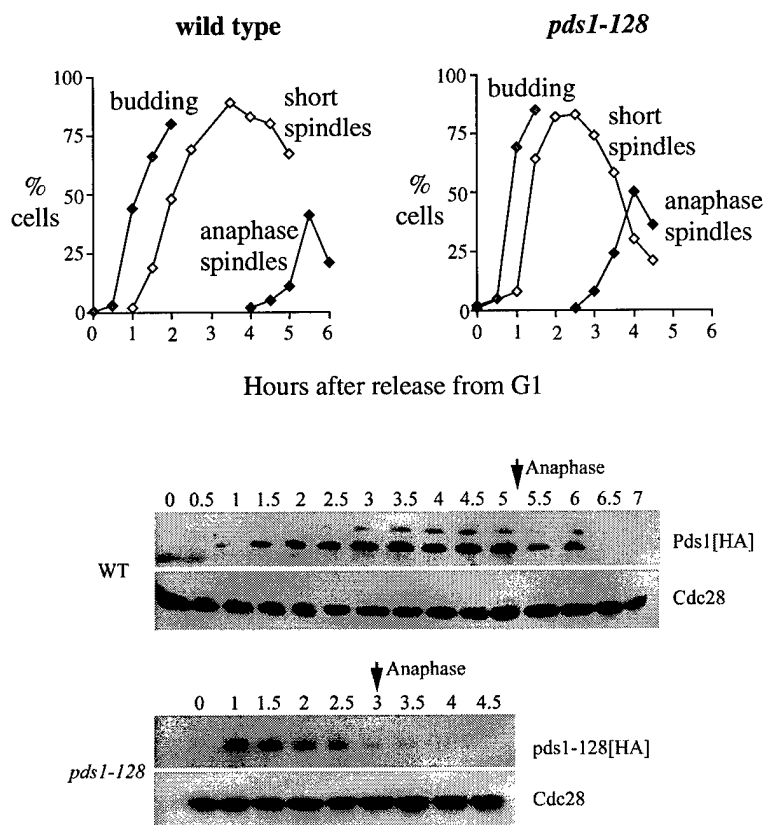 wild type
pds1-128
100
75
50
25
0
% cells
budding
short spindles
anaphase spindles
0 1 2 3 4 5 6
100
75
50
25
0
% cells
budding
short spindles
anaphase spindles
0 1 2 3 4 5 6
Hours after release from G1
Anaphase
0 0.5 1 1.5 2 2.5 3 3.5 4 4.5 5 5.5 6 6.5 7
WT
Pds1[HA]
Cdc28
Anaphase
0 1 1.5 2 2.5 3 3.5 4 4.5
pds1-128
pds1-128[HA]
Cdc28